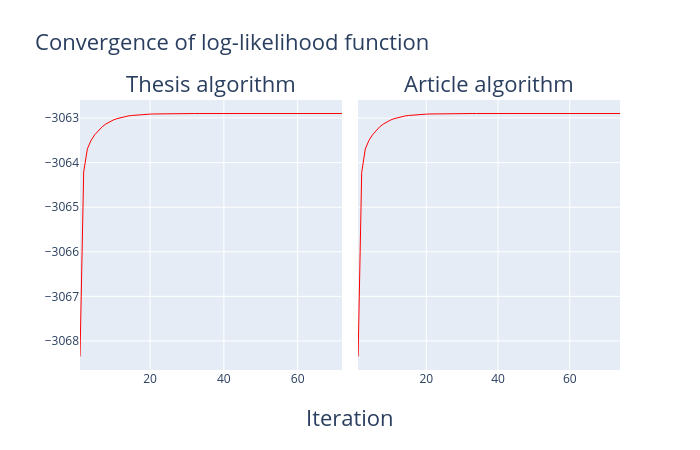 Convergence of log-likelihood function
Thesis algorithm
Article algorithm
−3063
−3064
−3065
−3066
−3067
−3068
20 40 60
20 40 60
Iteration